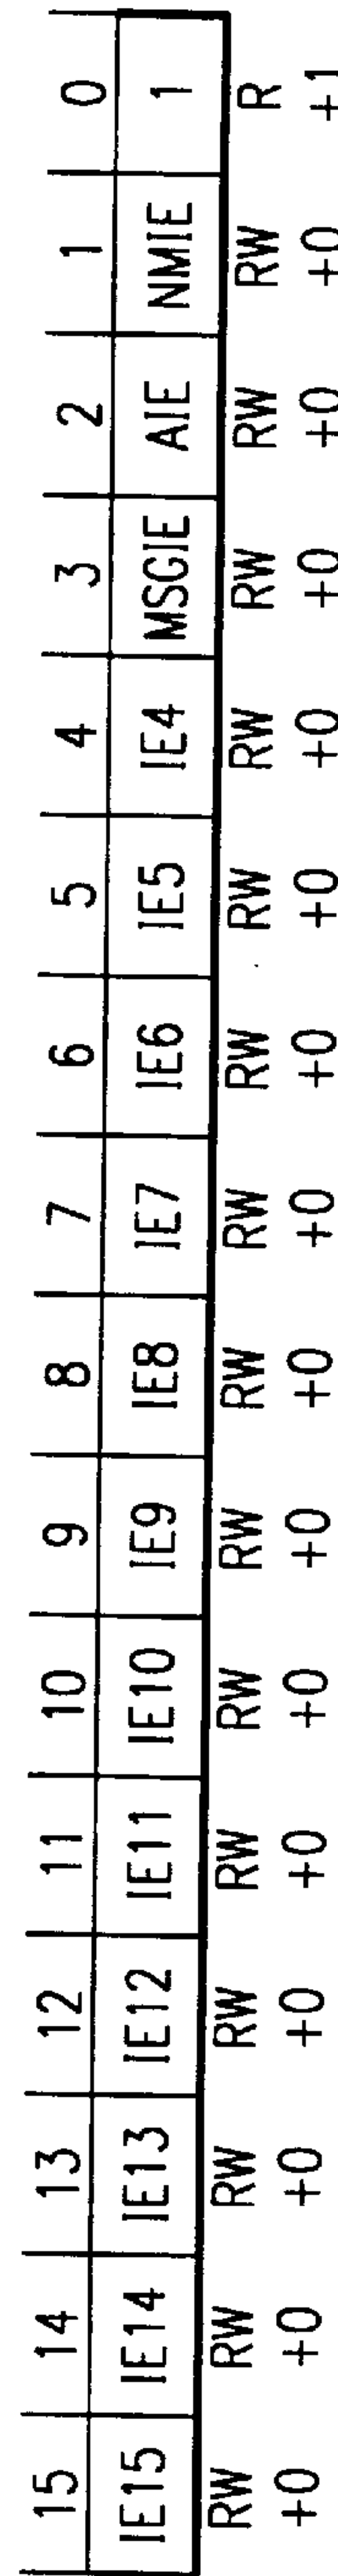 15 14 13 12 11 10 9 8 7 6 5 4 3 2 1 0
IE15 IE14 IE13 IE12 IE11 IE10 IE9 IE8 IE7 IE6 IE5 IE4 MSGIE AIE NMIE 1
RW RW RW RW RW RW RW RW RW RW RW RW RW RW RW R
+0 +0 +0 +0 +0 +0 +0 +0 +0 +0 +0 +0 +0 +0 +0 +1